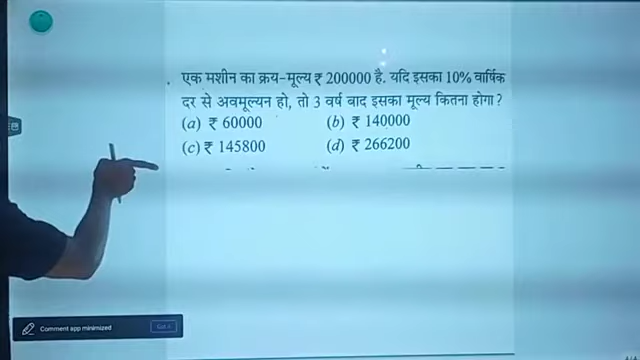 एक मशीन का क्रय-मूल्य ₹ 200000 है. यदि इसका 10% वार्षिक
दर से अवमूल्यन हो, तो 3 वर्ष बाद इसका मूल्य कितना होगा ?
(a) ₹ 60000 (b) ₹ 140000
(c) ₹ 145800 (d) ₹ 266200
Comment app minimized